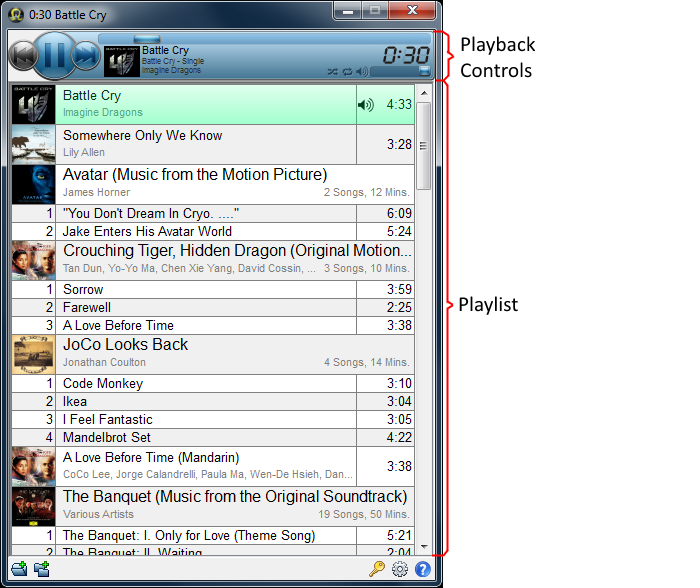 0:30 Battle Cry
Battle Cry
Battle Cry - Single
Imagine Dragons
0:30
Playback
Controls
Battle Cry
Imagine Dragons
4:33
Somewhere Only We Know
Lily Allen
3:28
AVATAR
Avatar (Music from the Motion Picture)
James Horner 2 Songs, 12 Mins.
1 "You Don't Dream In Cryo. ...." 6:09
2 Jake Enters His Avatar World 5:24
Crouching Tiger, Hidden Dragon (Original Motion...
Tan Dun, Yo-Yo Ma, Chen Xie Yang, David Cossin, ... 3 Songs, 10 Mins.
1 Sorrow 3:59
2 Farewell 2:25
3 A Love Before Time 3:38
Playlist
JoCo Looks Back
Jonathan Coulton 4 Songs, 14 Mins.
1 Code Monkey 3:10
2 Ikea 3:04
3 I Feel Fantastic 3:05
4 Mandelbrot Set 4:22
A Love Before Time (Mandarin)
CoCo Lee, Jorge Calandrelli, Paula Ma, Wen-De Hsieh, Dan...
3:38
The Banquet (Music from the Original Soundtrack)
Various Artists 19 Songs, 50 Mins.
1 The Banquet: I. Only for Love (Theme Song) 5:21
2 The Banquet: II. Waiting 2:04